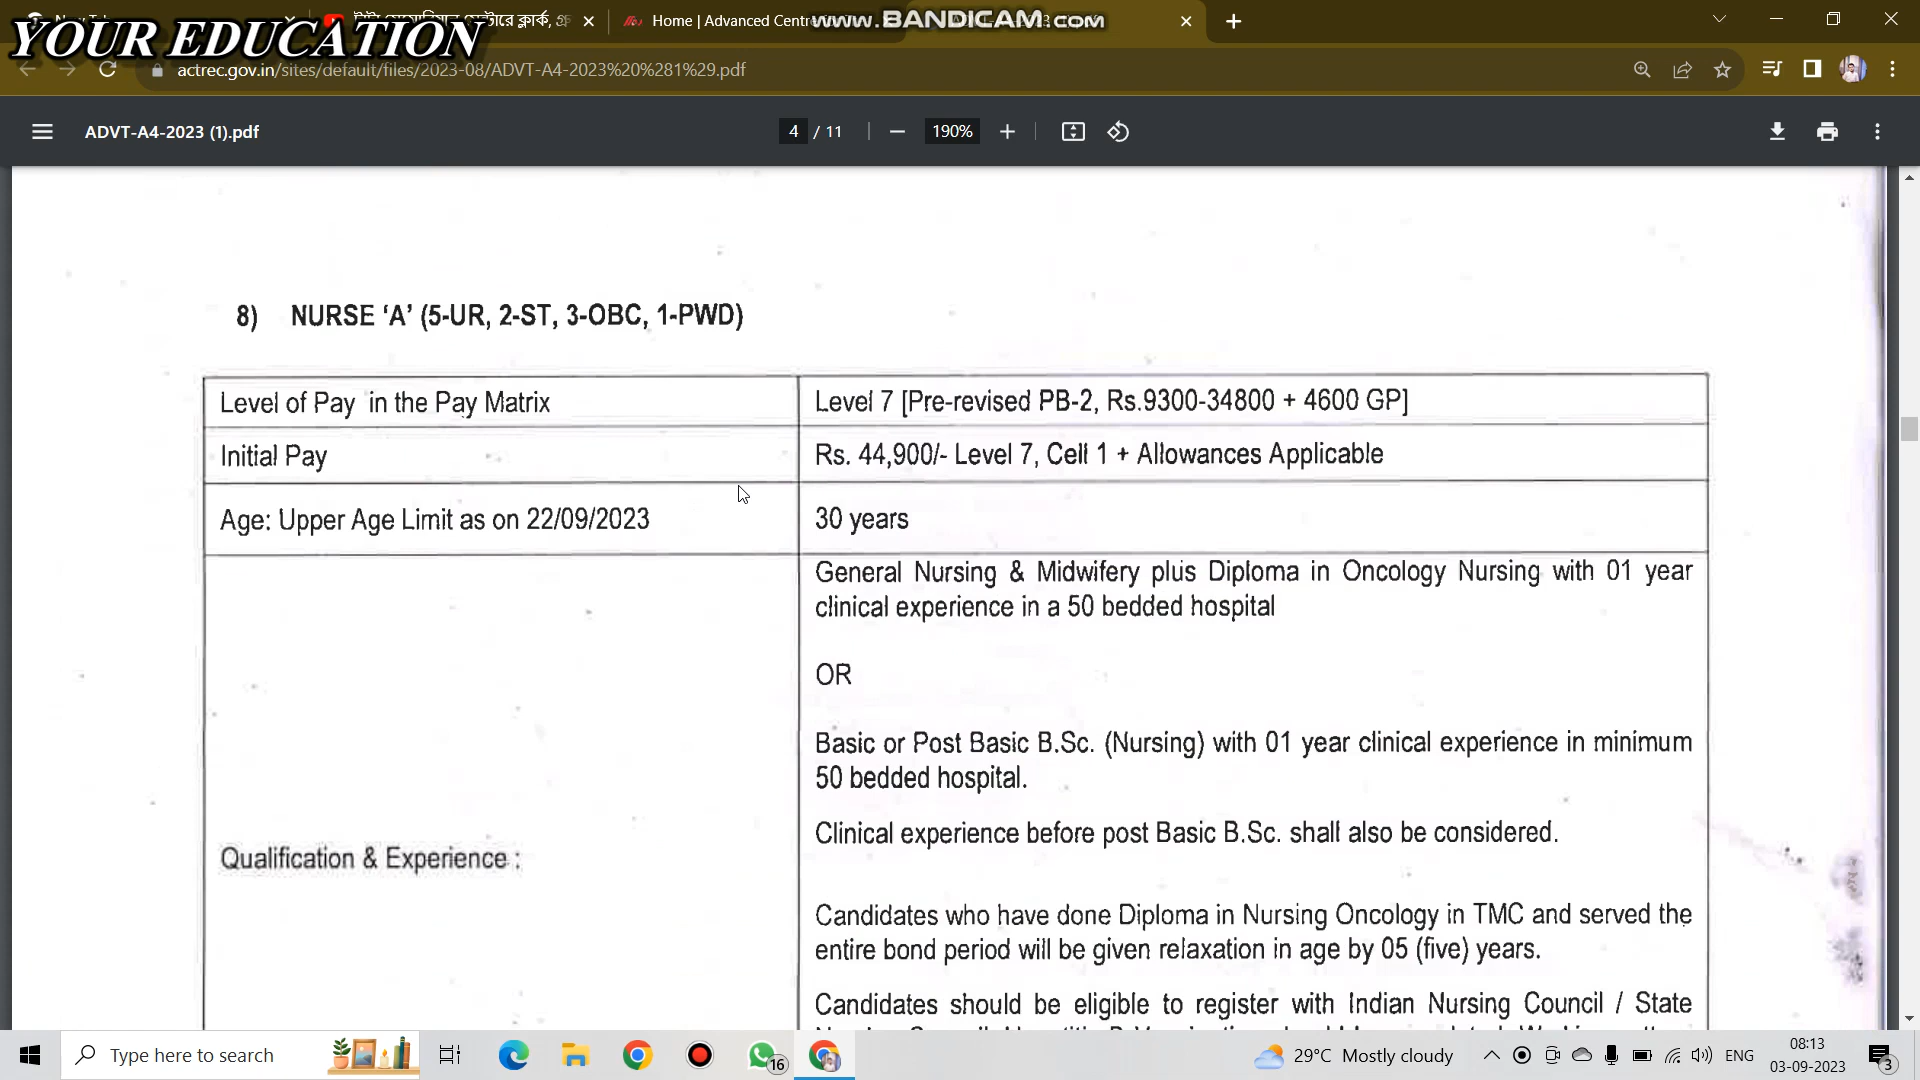 YOUR EDUCATION
Home | Advanced Centre
www.BANDICAM.com
actrec.gov.in/sites/default/files/2023-08/ADVT-A4-2023%20%281%29.pdf
ADVT-A4-2023 (1).pdf
4 / 11
190%
8) NURSE ‘A’ (5-UR, 2-ST, 3-OBC, 1-PWD)
Level of Pay in the Pay Matrix
Level 7 [Pre-revised PB-2, Rs.9300-34800 + 4600 GP]
Initial Pay
Rs. 44,900/- Level 7, Cell 1 + Allowances Applicable
Age: Upper Age Limit as on 22/09/2023
30 years
Qualification & Experience :
General Nursing & Midwifery plus Diploma in Oncology Nursing with 01 year
clinical experience in a 50 bedded hospital
OR
Basic or Post Basic B.Sc. (Nursing) with 01 year clinical experience in minimum
50 bedded hospital.
Clinical experience before post Basic B.Sc. shall also be considered.
Candidates who have done Diploma in Nursing Oncology in TMC and served the
entire bond period will be given relaxation in age by 05 (five) years.
Candidates should be eligible to register with Indian Nursing Council / State
Type here to search
16
29°C Mostly cloudy
ENG
08:13
03-09-2023
3